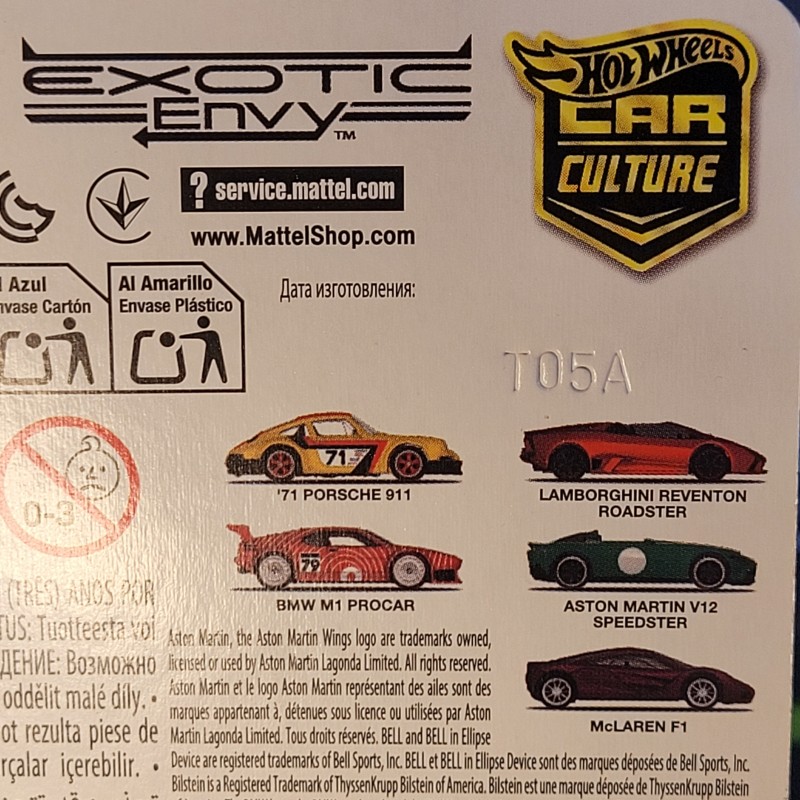 EXOTIC
Envy™
HOT WHEELS
CAR
CULTURE
? service.mattel.com
www.MattelShop.com
Azul
Envase Cartón
Al Amarillo
Envase Plástico
Дата изготовления:
T05A
0-3
71
'71 PORSCHE 911
LAMBORGHINI REVENTON
ROADSTER
79
BMW M1 PROCAR
ASTON MARTIN V12
SPEEDSTER
McLAREN F1
(TRÊS) ANOS POR
TUS: Tuotteesta voi
ДЕНИЕ: Возможно
oddělit malé díly. •
ot rezulta piese de
rçalar içerebilir. •
Aston Martin, the Aston Martin Wings logo are trademarks owned,
licensed or used by Aston Martin Lagonda Limited. All rights reserved.
Aston Martin et le logo Aston Martin représentant des ailes sont des
marques appartenant à, détenues sous licence ou utilisées par Aston
Martin Lagonda Limited. Tous droits réservés. BELL and BELL in Ellipse
Device are registered trademarks of Bell Sports, Inc. BELL et BELL in Ellipse Device sont des marques déposées de Bell Sports, Inc.
Bilstein is a Registered Trademark of ThyssenKrupp Bilstein of America. Bilstein est une marque déposée de ThyssenKrupp Bilstein